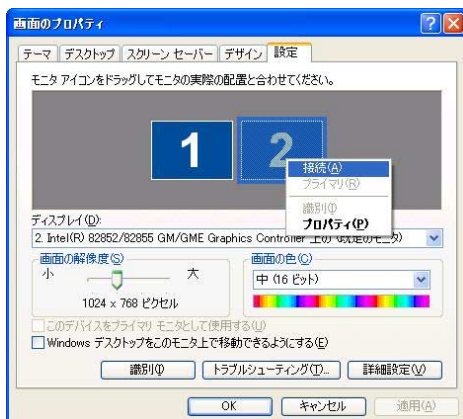 画面のプロパティ
テーマ デスクトップ スクリーン セーバー デザイン 設定
モニタ アイコンをドラッグしてモニタの実際の配置と合わせてください。
1 2
接続(A)
プライマリ(R)
識別(I)
プロパティ(P)
ディスプレイ(D):
2. Intel(R) 82852/82855 GM/GME Graphics Controller 上の (既定のモニタ)
画面の解像度(S) 画面の色(C)
小 大 中 (16 ビット)
1024 x 768 ピクセル
このデバイスをプライマリ モニタとして使用する(U)
Windows デスクトップをこのモニタ上で移動できるようにする(E)
識別(I) トラブルシューティング(T)... 詳細設定(V)
OK キャンセル 適用(A)